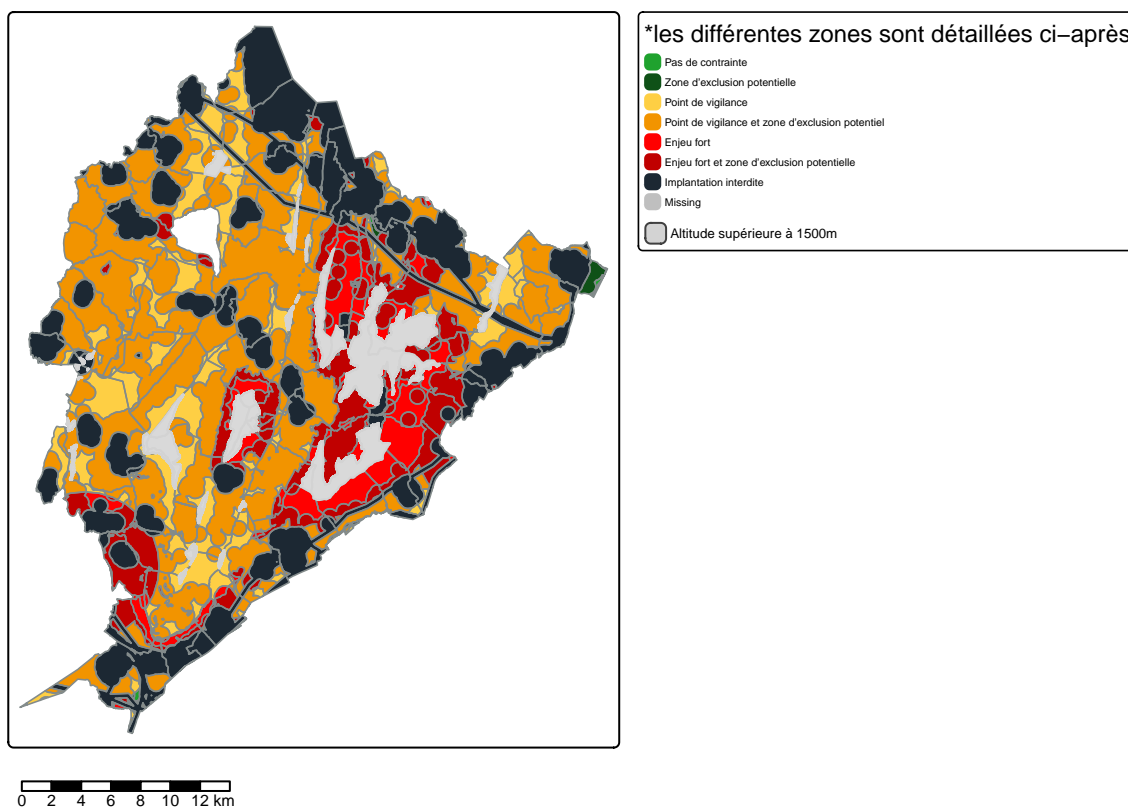 *les différentes zones sont détaillées ci−après
Pas de contrainte
Zone d'exclusion potentielle
Point de vigilance
Point de vigilance et zone d'exclusion potentiel
Enjeu fort
Enjeu fort et zone d'exclusion potentielle
Implantation interdite
Missing
Altitude supérieure à 1500m
0 2 4 6 8 10 12 km